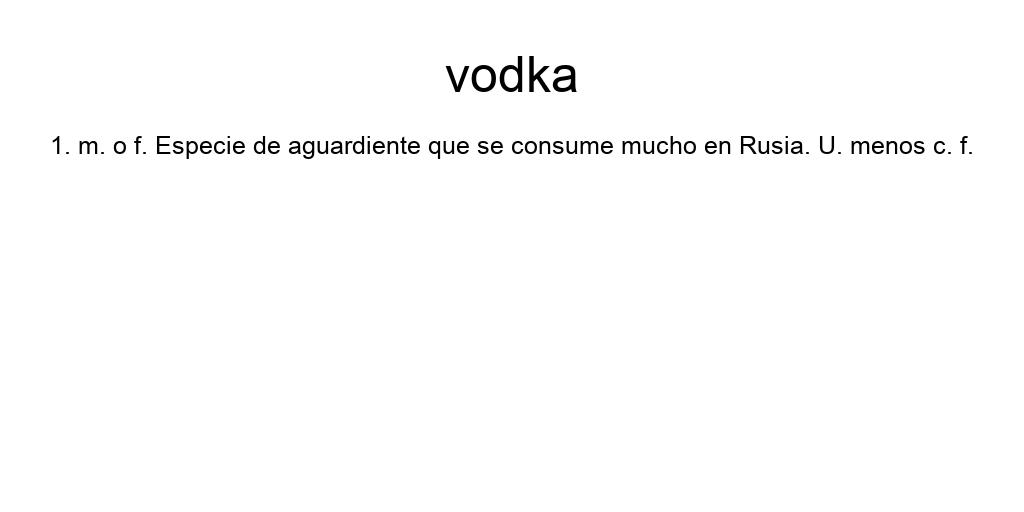 vodka
1. m. o f. Especie de aguardiente que se consume mucho en Rusia. U. menos c. f.